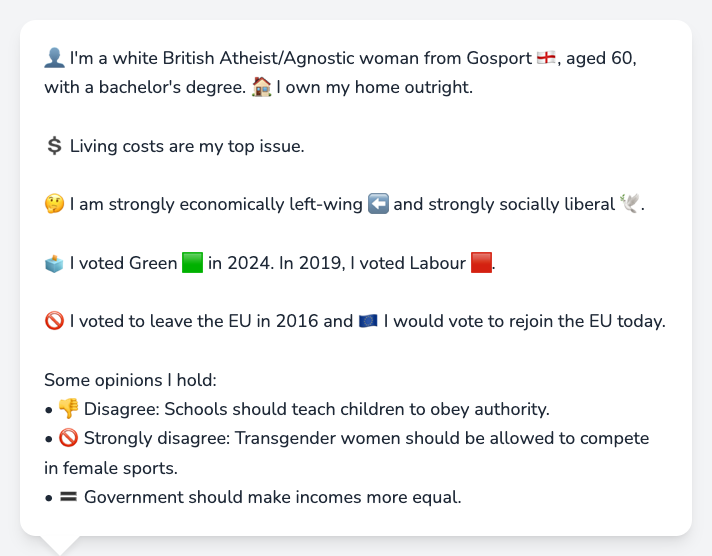 👤 I'm a white British Atheist/Agnostic woman from Gosport 🏴󠁧󠁢󠁥󠁮󠁧󠁿, aged 60,
with a bachelor's degree. 🏠 I own my home outright.
💲 Living costs are my top issue.
🤔 I am strongly economically left-wing ⬅️ and strongly socially liberal 🕊️.
🗳️ I voted Green 🟩 in 2024. In 2019, I voted Labour 🟥.
🚫 I voted to leave the EU in 2016 and 🇪🇺 I would vote to rejoin the EU today.
Some opinions I hold:
• 👎 Disagree: Schools should teach children to obey authority.
• 🚫 Strongly disagree: Transgender women should be allowed to compete
in female sports.
• 🟰 Government should make incomes more equal.